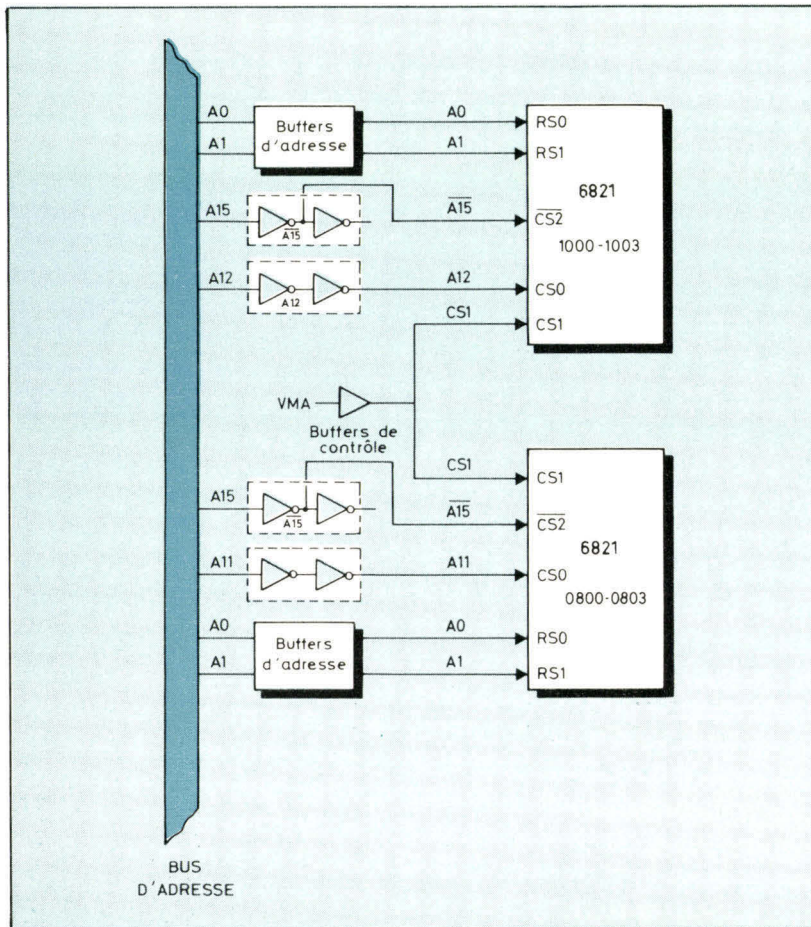 A0
Buffers
d'adresse
A0
RS0
A1
A1
RS1
6821
A15
A15
A15
CS2
1000-1003
A12
A12
A12
CS0
CS1
CS1
VMA
Buffers de
contrôle
CS1
CS1
A15
A15
A15
CS2
6821
A11
A11
CS0
0800-0803
A0
Buffers
d'adresse
A0
RS0
A1
A1
RS1
BUS
D'ADRESSE